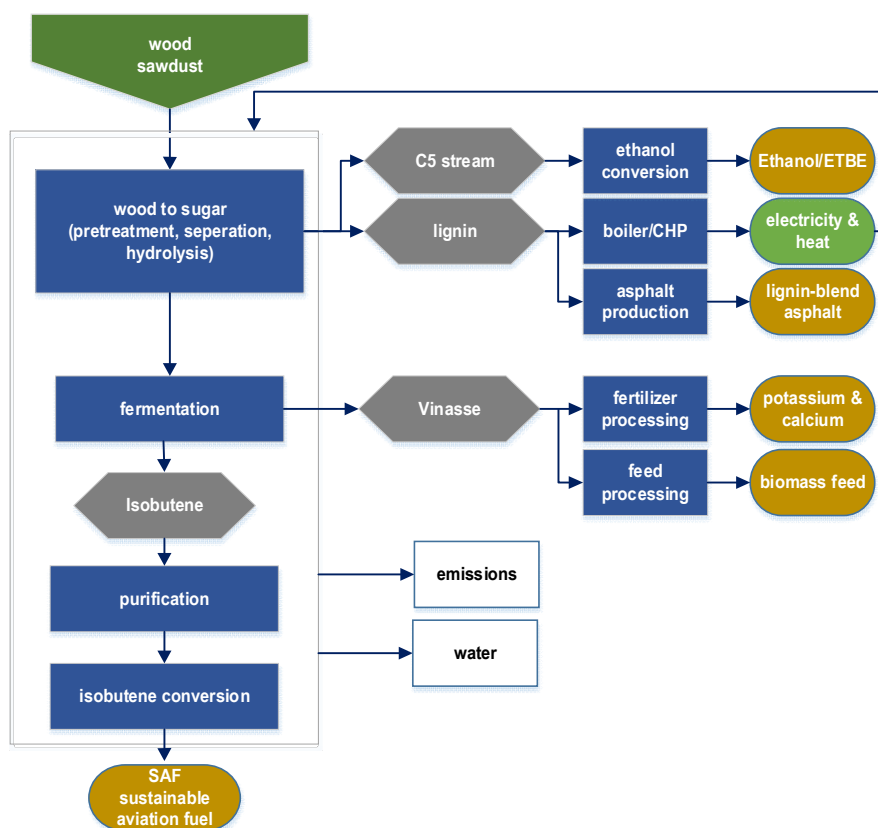 wood
sawdust
wood to sugar
(pretreatment, seperation,
hydrolysis)
C5 stream
ethanol
conversion
Ethanol/ETBE
lignin
boiler/CHP
electricity &
heat
asphalt
production
lignin-blend
asphalt
fermentation
Vinasse
fertilizer
processing
potassium &
calcium
feed
processing
biomass feed
Isobutene
purification
emissions
water
isobutene conversion
SAF
sustainable
aviation fuel